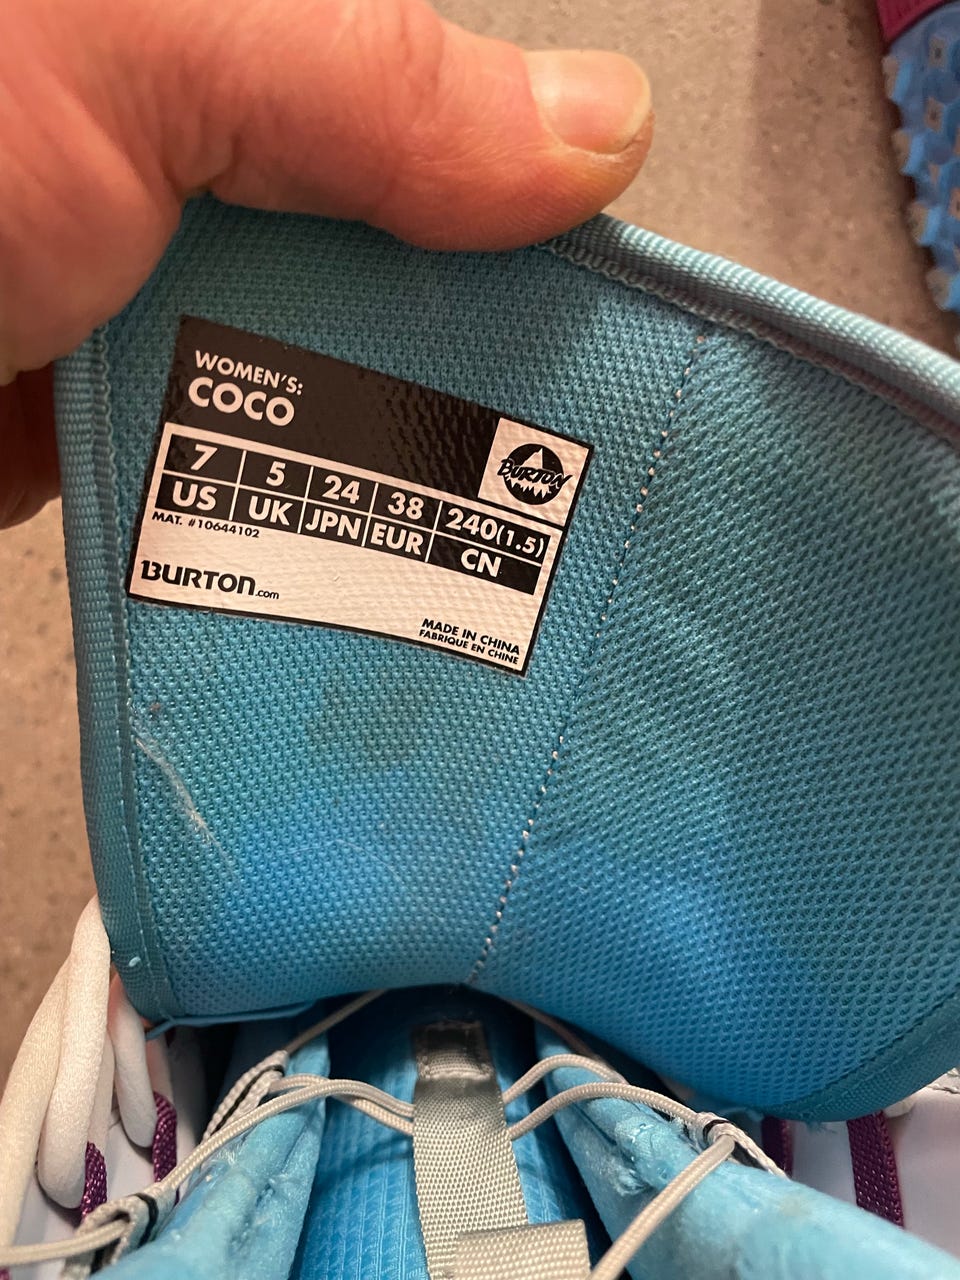 WOMEN'S:
COCO
BURTON
7 5 24 38 240(1.5)
US UK JPN EUR CN
MAT. #10644102
BURTON.com
MADE IN CHINA
FABRIQUE EN CHINE